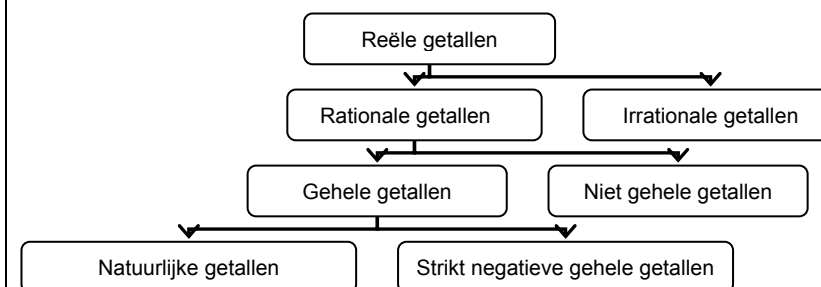 Reële getallen
Rationale getallen
Irrationale getallen
Gehele getallen
Niet gehele getallen
Natuurlijke getallen
Strikt negatieve gehele getallen